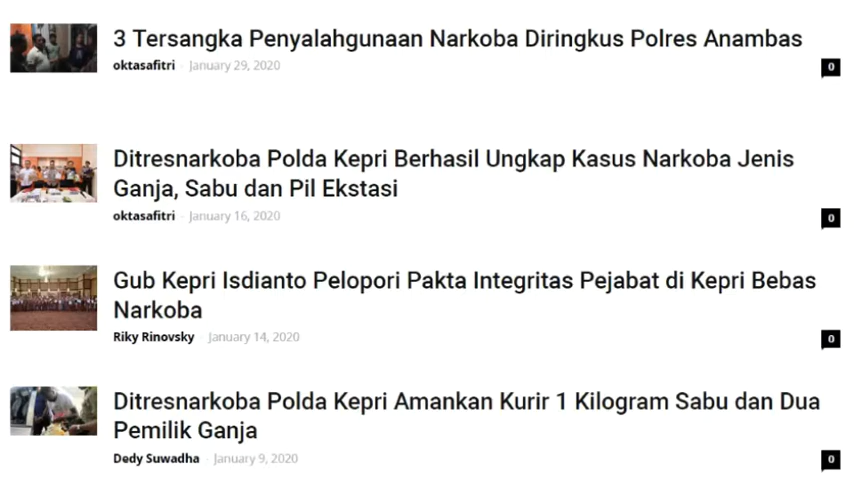 3 Tersangka Penyalahgunaan Narkoba Diringkus Polres Anambas
oktasafitri - January 29, 2020
0
Ditresnarkoba Polda Kepri Berhasil Ungkap Kasus Narkoba Jenis
Ganja, Sabu dan Pil Ekstasi
oktasafitri - January 16, 2020
0
Gub Kepri Isdianto Pelopori Pakta Integritas Pejabat di Kepri Bebas
Narkoba
Riky Rinovsky - January 14, 2020
0
Ditresnarkoba Polda Kepri Amankan Kurir 1 Kilogram Sabu dan Dua
Pemilik Ganja
Dedy Suwadha - January 9, 2020
0